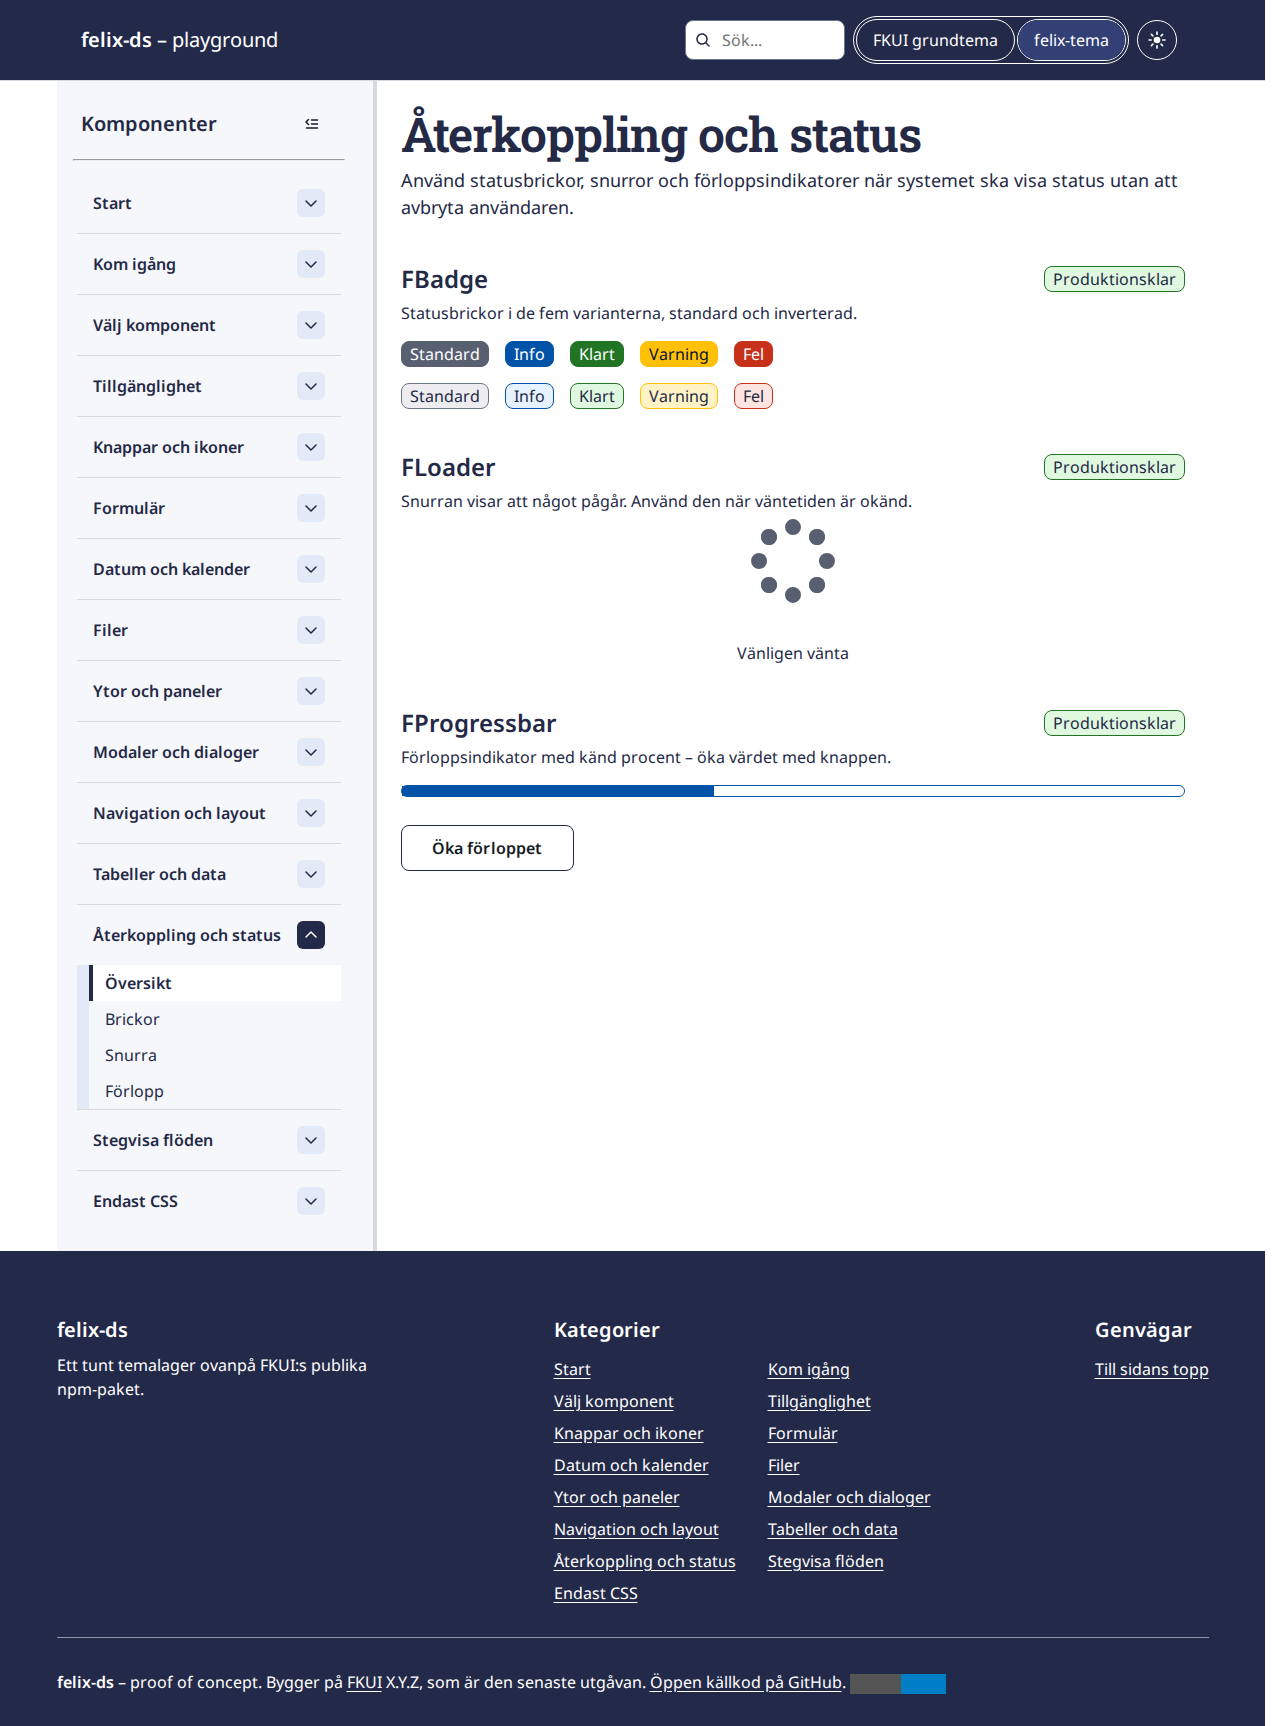 felix-ds – playground
Sök...
FKUI grundtema
felix-tema
Komponenter
Start
Kom igång
Välj komponent
Tillgänglighet
Knappar och ikoner
Formulär
Datum och kalender
Filer
Ytor och paneler
Modaler och dialoger
Navigation och layout
Tabeller och data
Återkoppling och status
Översikt
Brickor
Snurra
Förlopp
Stegvisa flöden
Endast CSS
Återkoppling och status
Använd statusbrickor, snurror och förloppsindikatorer när systemet ska visa status utan att
avbryta användaren.
FBadge
Produktionsklar
Statusbrickor i de fem varianterna, standard och inverterad.
Standard Info Klart Varning Fel
Standard Info Klart Varning Fel
FLoader
Produktionsklar
Snurran visar att något pågår. Använd den när väntetiden är okänd.
Vänligen vänta
FProgressbar
Produktionsklar
Förloppsindikator med känd procent – öka värdet med knappen.
Öka förloppet
felix-ds
Ett tunt temalager ovanpå FKUI:s publika
npm-paket.
Kategorier
Start
Kom igång
Välj komponent
Tillgänglighet
Knappar och ikoner
Formulär
Datum och kalender
Filer
Ytor och paneler
Modaler och dialoger
Navigation och layout
Tabeller och data
Återkoppling och status
Stegvisa flöden
Endast CSS
Genvägar
Till sidans topp
felix-ds – proof of concept. Bygger på FKUI X.Y.Z, som är den senaste utgåvan. Öppen källkod på GitHub.